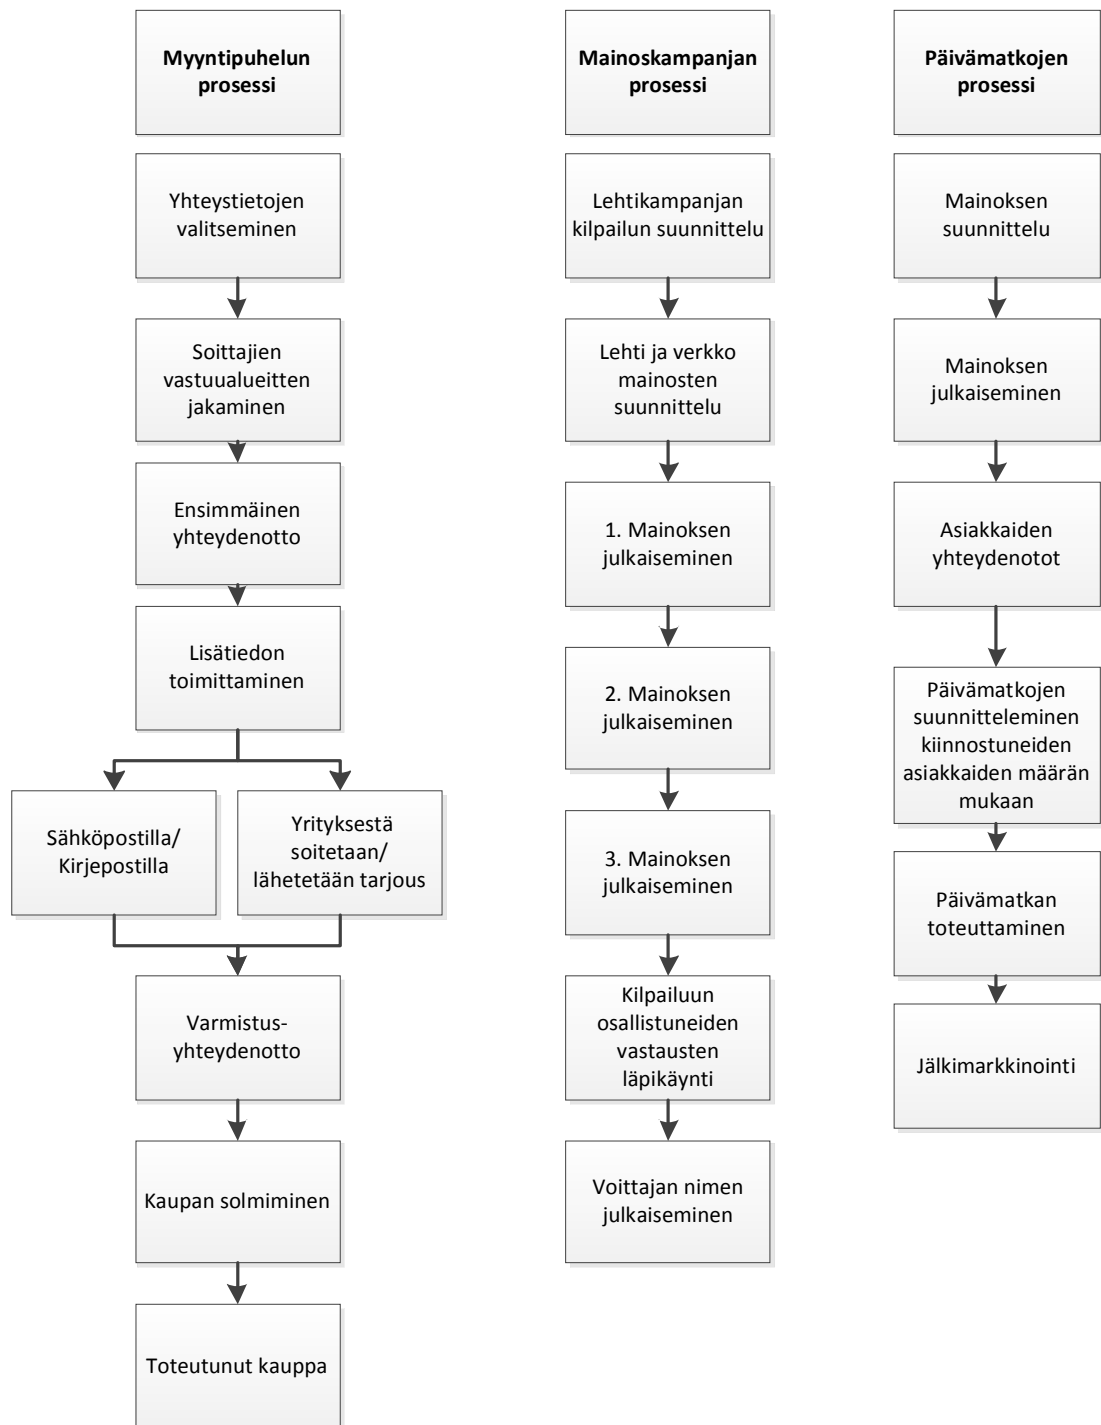 Myyntipuhelun
prosessi
Yhteystietojen
valitseminen
Soittajien
vastuualueitten
jakaminen
Ensimmäinen
yhteydenotto
Lisätiedon
toimittaminen
Sähköpostilla/
Kirjepostilla
Yrityksestä
soitetaan/
lähetetään tarjous
Varmistus-
yhteydenotto
Kaupan solmiminen
Toteutunut kauppa
Mainoskampanjan
prosessi
Lehtikampanjan
kilpailun suunnittelu
Lehti ja verkko
mainosten
suunnittelu
1. Mainoksen
julkaiseminen
2. Mainoksen
julkaiseminen
3. Mainoksen
julkaiseminen
Kilpailuun
osallistuneiden
vastausten
läpikäynti
Voittajan nimen
julkaiseminen
Päivämatkojen
prosessi
Mainoksen
suunnittelu
Mainoksen
julkaiseminen
Asiakkaiden
yhteydenotot
Päivämatkojen
suunnitteleminen
kiinnostuneiden
asiakkaiden määrän
mukaan
Päivämatkan
toteuttaminen
Jälkimarkkinointi